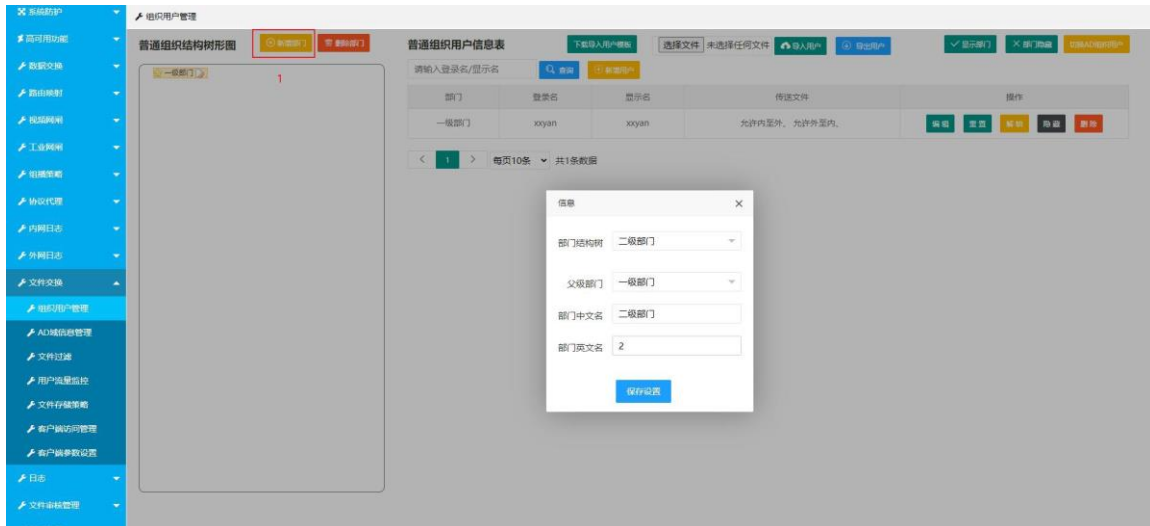 系统防护
高可用功能
数据交换
路由映射
视频网闸
工业网闸
组播策略
协议代理
内网日志
外网日志
文件交换
组织用户管理
AD域信息管理
文件过滤
用户流量监控
文件存储策略
客户端访问管理
客户端参数设置
日志
文件审核管理
组织用户管理
普通组织结构树形图 新增部门 删除部门
一级部门
1
普通组织用户信息表 下载导入用户模板 选择文件 未选择任何文件 导入用户 导出用户 显示部门 部门隐藏 切换AD组织用户
请输入登录名/显示名 查询 新增用户
部门 登录名 显示名 传送文件 操作
一级部门 xxyan xxyan 允许内至外, 允许外至内, 编辑 重置 解锁 隐藏 删除
< 1 > 每页10条 共1条数据
信息 ×
部门结构树 二级部门
父级部门 一级部门
部门中文名 二级部门
部门英文名 2
保存设置